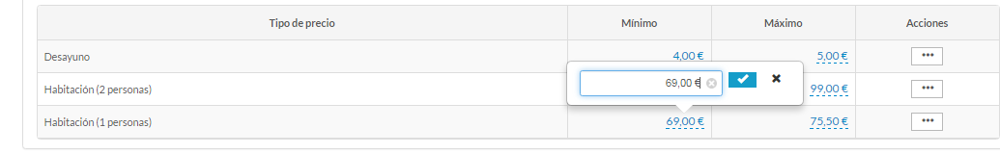 Tipo de precio Mínimo Máximo Acciones
Desayuno 4,00 € 5,00 € •••
69,00 €
Habitación (2 personas) 99,00 € •••
Habitación (1 personas) 69,00 € 75,50 € •••